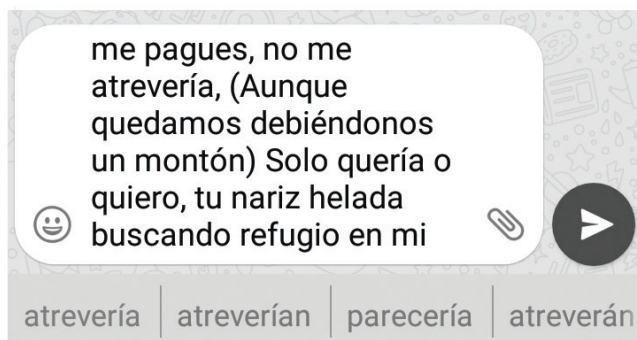 me pagues, no me
atrevería, (Aunque
quedamos debiéndonos
un montón) Solo quería o
quiero, tu nariz helada
buscando refugio en mi
atrevería atreverían parecería atreverán